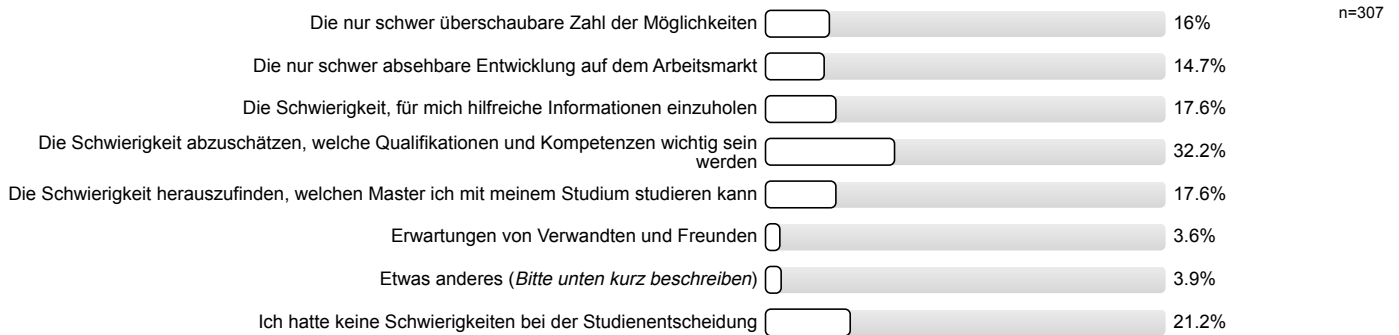 n=307
Die nur schwer überschaubare Zahl der Möglichkeiten 16%
Die nur schwer absehbare Entwicklung auf dem Arbeitsmarkt 14.7%
Die Schwierigkeit, für mich hilfreiche Informationen einzuholen 17.6%
Die Schwierigkeit abzuschätzen, welche Qualifikationen und Kompetenzen wichtig sein
werden 32.2%
Die Schwierigkeit herauszufinden, welchen Master ich mit meinem Studium studieren kann 17.6%
Erwartungen von Verwandten und Freunden 3.6%
Etwas anderes (Bitte unten kurz beschreiben) 3.9%
Ich hatte keine Schwierigkeiten bei der Studienentscheidung 21.2%